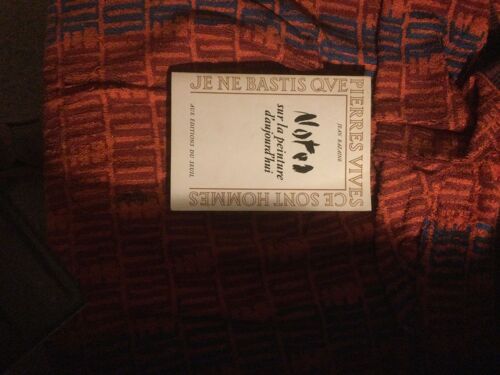 JE NE BASTIS QVE
PIERRES VIVES
CE SONT HOMMES
JEAN BAZAINE
Notes
sur la peinture
d'aujourd'hui
AUX EDITIONS DU SEUIL